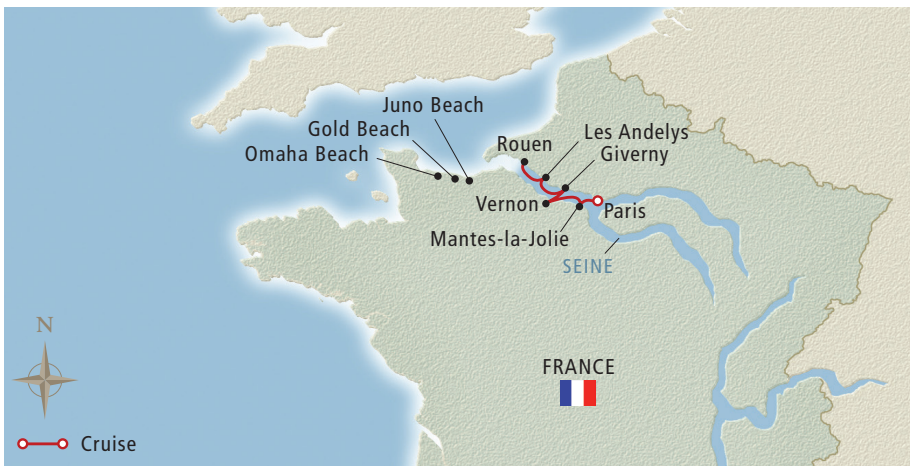 Juno Beach
Gold Beach
Omaha Beach
Rouen
Les Andelys
Giverny
Vernon
Paris
Mantes-la-Jolie
SEINE
N
FRANCE
Cruise